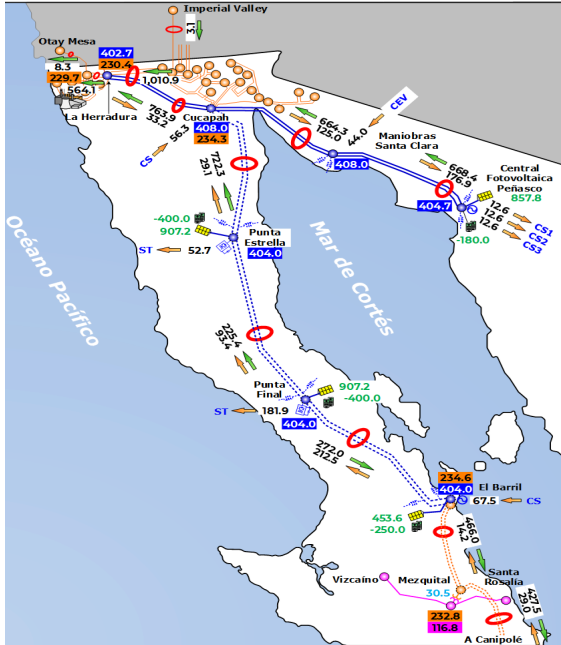 Imperial Valley
3.1
Otay Mesa
402.7
230.4
8.3
229.7
564.1
1,010.9
La Herradura
763.9
33.2
Cucapah
408.0
234.3
CS
56.3
664.3
125.0
44.0
CEV
Maniobras
Santa Clara
408.0
668.4
176.9
Central
Fotovoltaica
Peñasco
857.8
404.7
12.6
12.6
12.6
CS1
CS2
CS3
-180.0
722.3
29.1
-400.0
907.2
Punta
Estrella
404.0
ST
52.7
Océano Pacífico
Mar de Cortés
225.4
93.4
Punta
Final
907.2
-400.0
ST
181.9
404.0
272.0
212.5
234.6
404.0
El Barril
67.5
CS
453.6
-250.0
466.0
14.2
Vizcaíno
Mezquital
Santa
Rosalía
30.5
232.8
116.8
427.5
29.0
A Canipolé